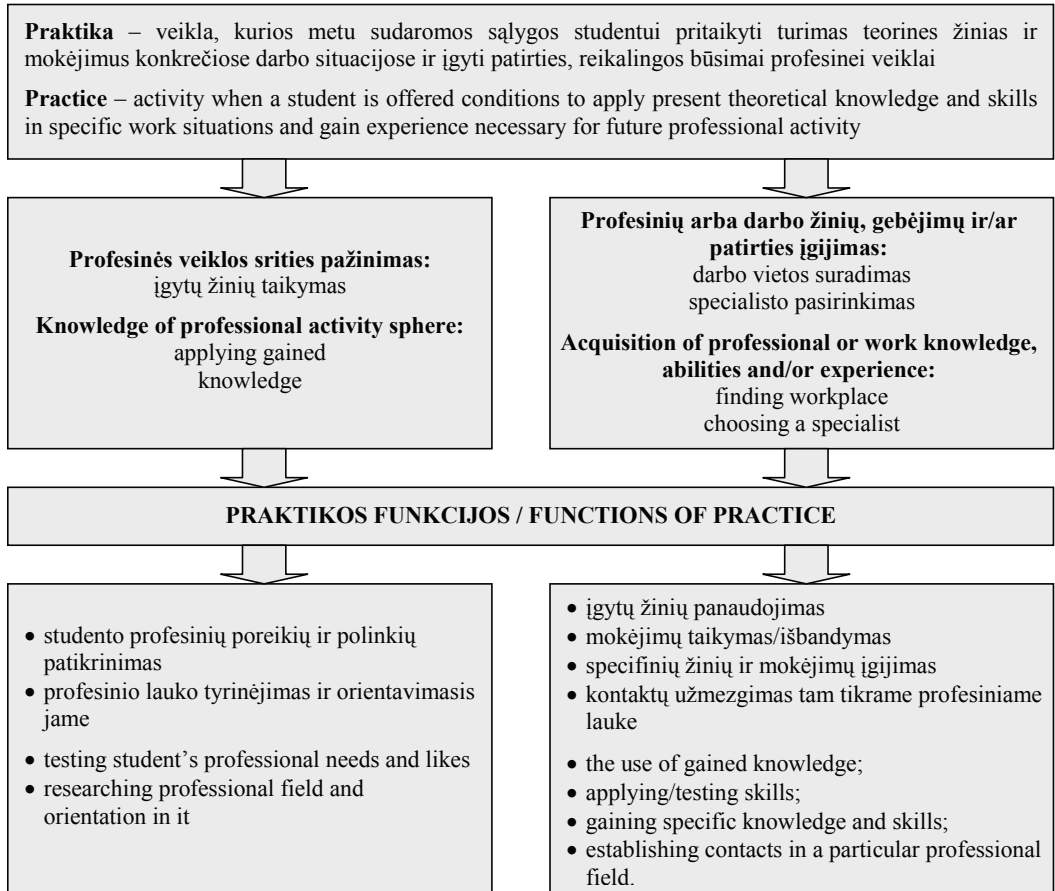 Praktika – veikla, kurios metu sudaromos sąlygos studentui pritaikyti turimas teorines žinias ir
mokėjimus konkrečiose darbo situacijose ir įgyti patirties, reikalingos būsimai profesinei veiklai
Practice – activity when a student is offered conditions to apply present theoretical knowledge and skills
in specific work situations and gain experience necessary for future professional activity
Profesinės veiklos srities pažinimas:
įgytų žinių taikymas
Knowledge of professional activity sphere:
applying gained
knowledge
Profesinių arba darbo žinių, gebėjimų ir/ar
patirties įgijimas:
darbo vietos suradimas
specialisto pasirinkimas
Acquisition of professional or work knowledge,
abilities and/or experience:
finding workplace
choosing a specialist
PRAKTIKOS FUNKCIJOS / FUNCTIONS OF PRACTICE
• studento profesinių poreikių ir polinkių
patikrinimas
• profesinio lauko tyrinėjimas ir orientavimasis
jame
• testing student’s professional needs and likes
• researching professional field and
orientation in it
• įgytų žinių panaudojimas
• mokėjimų taikymas/išbandymas
• specifinių žinių ir mokėjimų įgijimas
• kontaktų užmezgimas tam tikrame profesiniame
lauke
• the use of gained knowledge;
• applying/testing skills;
• gaining specific knowledge and skills;
• establishing contacts in a particular professional
field.